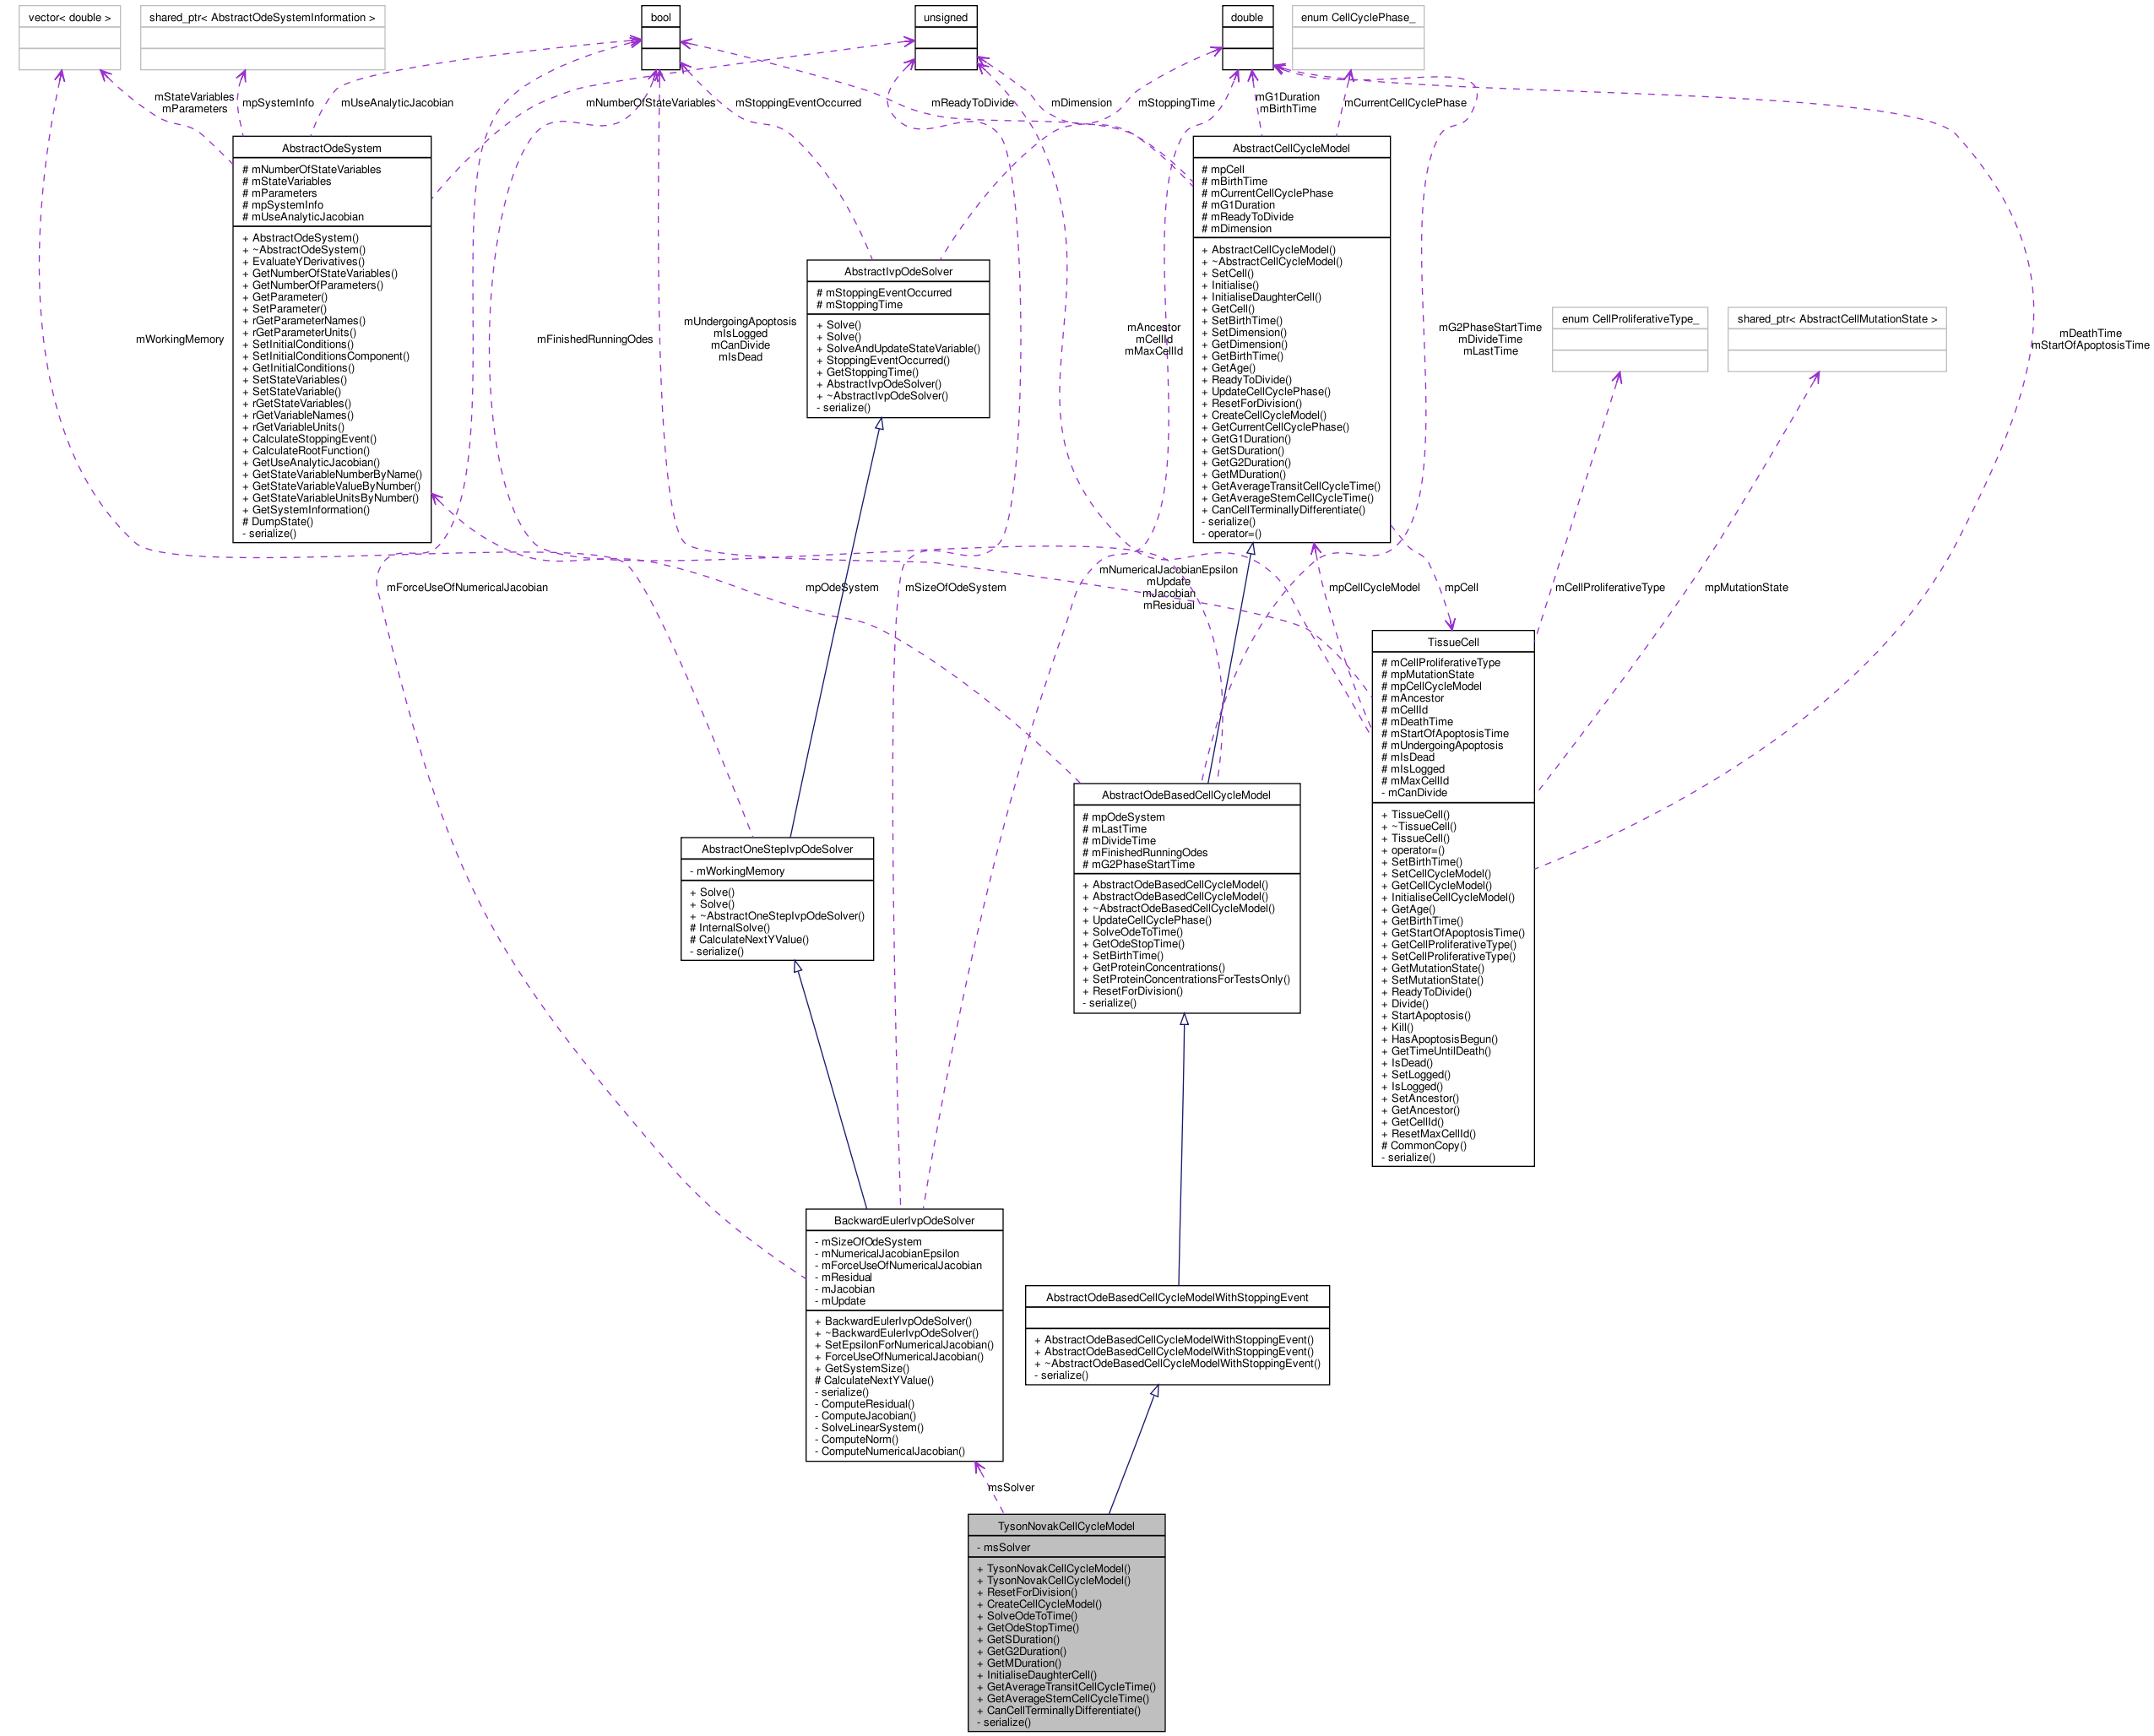 vector< double >
shared_ptr< AbstractOdeSystemInformation >
bool
unsigned
double
enum CellCyclePhase_
mStateVariables
mParameters
mpSystemInfo
mUseAnalyticJacobian
mNumberOfStateVariables
mStoppingEventOccurred
mReadyToDivide
mDimension
mStoppingTime
mG1Duration
mBirthTime
mCurrentCellCyclePhase
AbstractOdeSystem
# mNumberOfStateVariables
# mStateVariables
# mParameters
# mpSystemInfo
# mUseAnalyticJacobian
+ AbstractOdeSystem()
+ ~AbstractOdeSystem()
+ EvaluateYDerivatives()
+ GetNumberOfStateVariables()
+ GetNumberOfParameters()
+ GetParameter()
+ SetParameter()
+ rGetParameterNames()
+ rGetParameterUnits()
+ SetInitialConditions()
+ SetInitialConditionsComponent()
+ GetInitialConditions()
+ SetStateVariables()
+ SetStateVariable()
+ rGetStateVariables()
+ rGetVariableNames()
+ rGetVariableUnits()
+ CalculateStoppingEvent()
+ CalculateRootFunction()
+ GetUseAnalyticJacobian()
+ GetStateVariableNumberByName()
+ GetStateVariableValueByNumber()
+ GetStateVariableUnitsByNumber()
+ GetSystemInformation()
# DumpState()
- serialize()
AbstractCellCycleModel
# mpCell
# mBirthTime
# mCurrentCellCyclePhase
# mG1Duration
# mReadyToDivide
# mDimension
+ AbstractCellCycleModel()
+ ~AbstractCellCycleModel()
+ SetCell()
+ Initialise()
+ InitialiseDaughterCell()
+ GetCell()
+ SetBirthTime()
+ SetDimension()
+ GetDimension()
+ GetBirthTime()
+ GetAge()
+ ReadyToDivide()
+ UpdateCellCyclePhase()
+ ResetForDivision()
+ CreateCellCycleModel()
+ GetCurrentCellCyclePhase()
+ GetG1Duration()
+ GetSDuration()
+ GetG2Duration()
+ GetMDuration()
+ GetAverageTransitCellCycleTime()
+ GetAverageStemCellCycleTime()
+ CanCellTerminallyDifferentiate()
- serialize()
- operator=()
AbstractIvpOdeSolver
# mStoppingEventOccurred
# mStoppingTime
+ Solve()
+ Solve()
+ SolveAndUpdateStateVariable()
+ StoppingEventOccurred()
+ GetStoppingTime()
+ AbstractIvpOdeSolver()
+ ~AbstractIvpOdeSolver()
- serialize()
enum CellProliferativeType_
shared_ptr< AbstractCellMutationState >
mWorkingMemory
mFinishedRunningOdes
mUndergoingApoptosis
mIsLogged
mCanDivide
mIsDead
mAncestor
mCellId
mMaxCellId
mG2PhaseStartTime
mDivideTime
mLastTime
mDeathTime
mStartOfApoptosisTime
mForceUseOfNumericalJacobian
mpOdeSystem
mSizeOfOdeSystem
mNumericalJacobianEpsilon
mUpdate
mJacobian
mResidual
mpCellCycleModel
mpCell
mCellProliferativeType
mpMutationState
TissueCell
# mCellProliferativeType
# mpMutationState
# mpCellCycleModel
# mAncestor
# mCellId
# mDeathTime
# mStartOfApoptosisTime
# mUndergoingApoptosis
# mIsDead
# mIsLogged
# mMaxCellId
- mCanDivide
+ TissueCell()
+ ~TissueCell()
+ TissueCell()
+ operator=()
+ SetBirthTime()
+ SetCellCycleModel()
+ GetCellCycleModel()
+ InitialiseCellCycleModel()
+ GetAge()
+ GetBirthTime()
+ GetStartOfApoptosisTime()
+ GetCellProliferativeType()
+ SetCellProliferativeType()
+ GetMutationState()
+ SetMutationState()
+ ReadyToDivide()
+ Divide()
+ StartApoptosis()
+ Kill()
+ HasApoptosisBegun()
+ GetTimeUntilDeath()
+ IsDead()
+ SetLogged()
+ IsLogged()
+ SetAncestor()
+ GetAncestor()
+ GetCellId()
+ ResetMaxCellId()
# CommonCopy()
- serialize()
AbstractOdeBasedCellCycleModel
# mpOdeSystem
# mLastTime
# mDivideTime
# mFinishedRunningOdes
# mG2PhaseStartTime
+ AbstractOdeBasedCellCycleModel()
+ AbstractOdeBasedCellCycleModel()
+ ~AbstractOdeBasedCellCycleModel()
+ UpdateCellCyclePhase()
+ SolveOdeToTime()
+ GetOdeStopTime()
+ SetBirthTime()
+ GetProteinConcentrations()
+ SetProteinConcentrationsForTestsOnly()
+ ResetForDivision()
- serialize()
AbstractOneStepIvpOdeSolver
- mWorkingMemory
+ Solve()
+ Solve()
+ ~AbstractOneStepIvpOdeSolver()
# InternalSolve()
# CalculateNextYValue()
- serialize()
BackwardEulerIvpOdeSolver
- mSizeOfOdeSystem
- mNumericalJacobianEpsilon
- mForceUseOfNumericalJacobian
- mResidual
- mJacobian
- mUpdate
+ BackwardEulerIvpOdeSolver()
+ ~BackwardEulerIvpOdeSolver()
+ SetEpsilonForNumericalJacobian()
+ ForceUseOfNumericalJacobian()
+ GetSystemSize()
# CalculateNextYValue()
- serialize()
- ComputeResidual()
- ComputeJacobian()
- SolveLinearSystem()
- ComputeNorm()
- ComputeNumericalJacobian()
AbstractOdeBasedCellCycleModelWithStoppingEvent
+ AbstractOdeBasedCellCycleModelWithStoppingEvent()
+ AbstractOdeBasedCellCycleModelWithStoppingEvent()
+ ~AbstractOdeBasedCellCycleModelWithStoppingEvent()
- serialize()
msSolver
TysonNovakCellCycleModel
- msSolver
+ TysonNovakCellCycleModel()
+ TysonNovakCellCycleModel()
+ ResetForDivision()
+ CreateCellCycleModel()
+ SolveOdeToTime()
+ GetOdeStopTime()
+ GetSDuration()
+ GetG2Duration()
+ GetMDuration()
+ InitialiseDaughterCell()
+ GetAverageTransitCellCycleTime()
+ GetAverageStemCellCycleTime()
+ CanCellTerminallyDifferentiate()
- serialize()